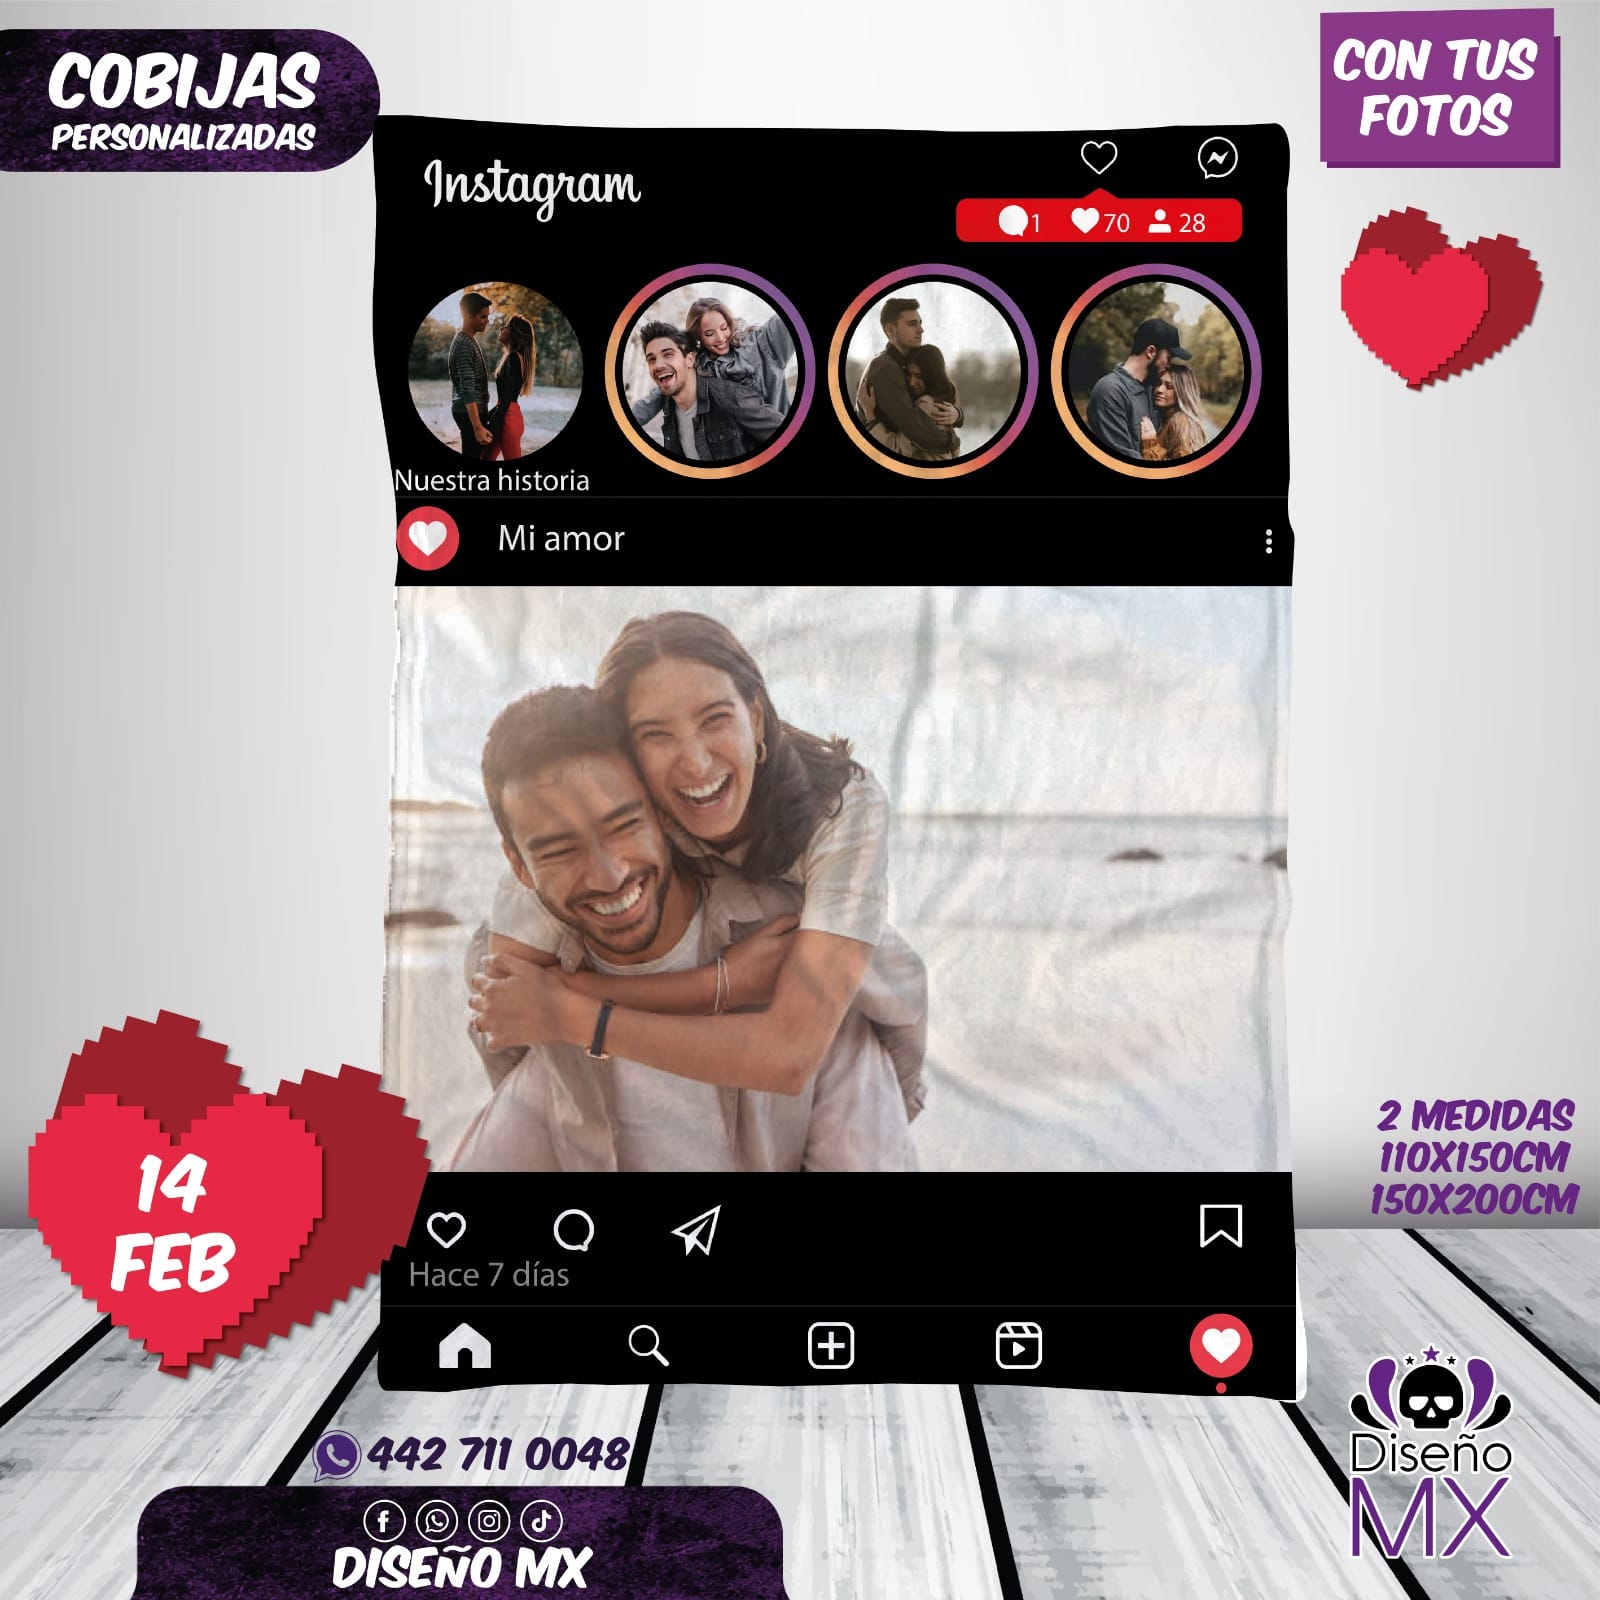 COBIJAS
PERSONALIZADAS
CON TUS
FOTOS
Instagram
1 70 28
Nuestra historia
Mi amor
14
FEB
2 MEDIDAS
110X150CM
150X200CM
Hace 7 días
442 711 0048
DISEÑO MX
Diseño
MX